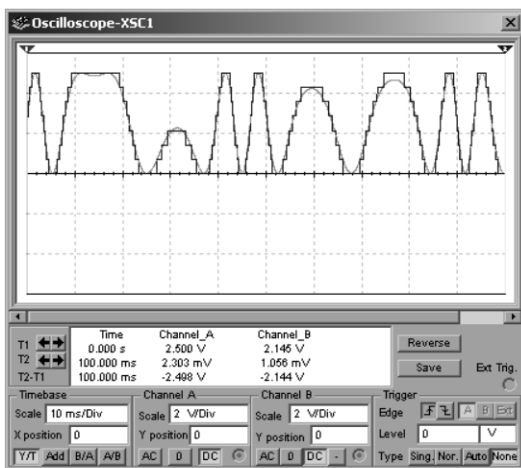 Oscilloscope-XSC1
Time Channel_A Channel_B
T1 0.000 s 2.500 V 2.145 V
T2 100.000 ms 2.303 mV 1.056 mV
T2-T1 100.000 ms -2.498 V -2.144 V
Reverse
Save
Ext Trig.
Timebase
Scale 10 ms/Div
X position 0
Y/T Add B/A A/B
Channel A
Scale 2 V/Div
Y position 0
AC 0 DC
Channel B
Scale 2 V/Div
Y position 0
AC 0 DC -
Trigger
Edge A B Ext
Level 0 V
Type Sing. Nor. Auto None